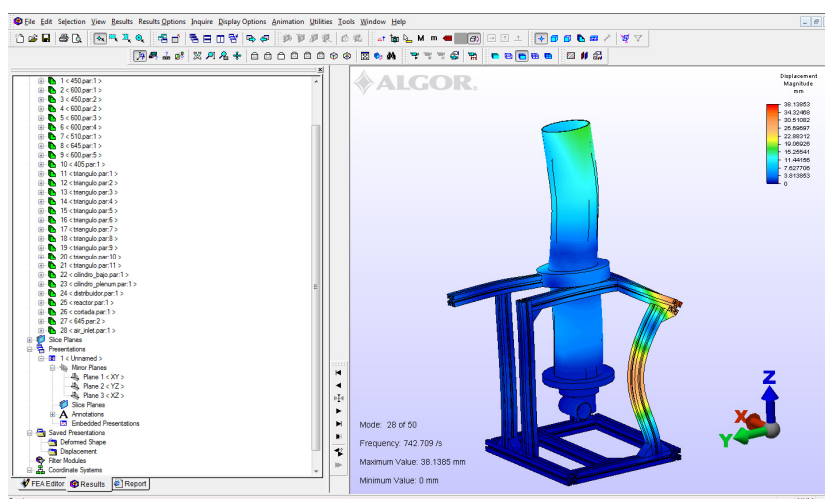 File Edit Selection View Results Results Options Inquire Display Options Animation Utilities Tools Window Help
1 < 450.par:1 >
2 < 600.par:1 >
3 < 450.par:2 >
4 < 600.par:2 >
5 < 600.par:3 >
6 < 600.par:4 >
7 < 510.par:1 >
8 < 645.par:1 >
9 < 600.par:5 >
10 < 405.par:1 >
11 < triangulo.par:1 >
12 < triangulo.par:2 >
13 < triangulo.par:3 >
14 < triangulo.par:4 >
15 < triangulo.par:5 >
16 < triangulo.par:6 >
17 < triangulo.par:7 >
18 < triangulo.par:8 >
19 < triangulo.par:9 >
20 < triangulo.par:10 >
21 < triangulo.par:11 >
22 < cilindro_bajo.par:1 >
23 < cilindro_plenum.par:1 >
24 < distribuidor.par:1 >
25 < reactor.par:1 >
26 < cortada.par:1 >
27 < 645.par:2 >
28 < air_inlet.par:1 >
Slice Planes
Presentations
1 < Unnamed >
Mirror Planes
Plane 1 < XY >
Plane 2 < YZ >
Plane 3 < XZ >
Slice Planes
Annotations
Embedded Presentations
Saved Presentations
Deformed Shape
Displacement
Filter Modules
Coordinate Systems
FEA Editor Results Report
ALGOR
Displacement
Magnitude
mm
38.13853
34.32468
30.51082
26.69697
22.88312
19.06926
15.25541
11.44156
7.627706
3.813853
0
Mode: 28 of 50
Frequency: 742.709 /s
Maximum Value: 38.1385 mm
Minimum Value: 0 mm
Z
X
Y